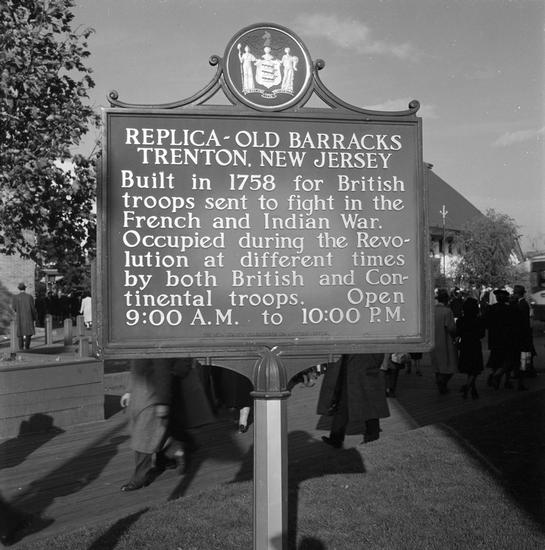 REPLICA-OLD BARRACKS
TRENTON, NEW JERSEY
Built in 1758 for British
troops sent to fight in the
French and Indian War.
Occupied during the Revo-
lution at different times
by both British and Con-
tinental troops. Open
9:00 A.M. to 10:00 P.M.